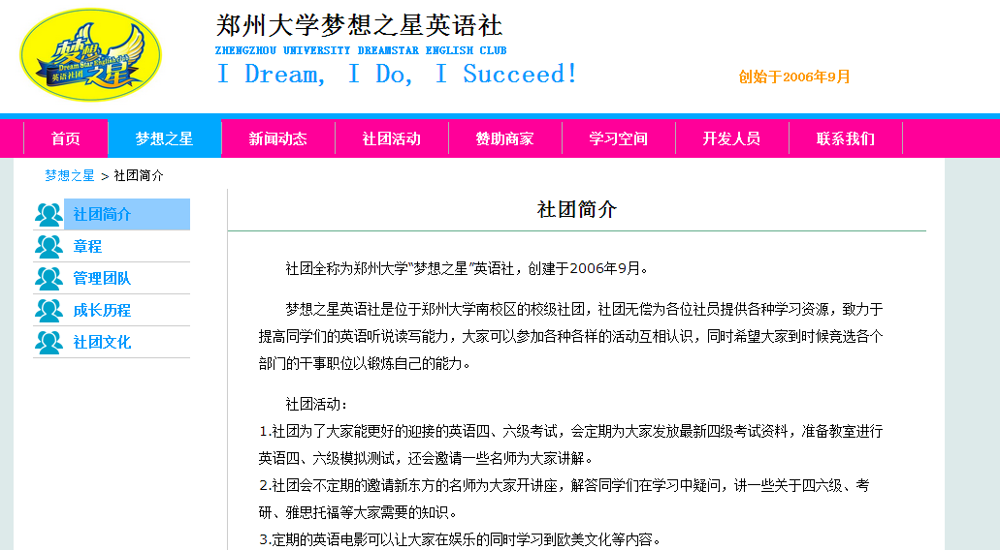 梦想
Dream Star English club
英语社团
之星
郑州大学梦想之星英语社
ZHENGZHOU UNIVERSITY DREAMSTAR ENGLISH CLUB
I Dream, I Do, I Succeed!
创始于2006年9月
首页 梦想之星 新闻动态 社团活动 赞助商家 学习空间 开发人员 联系我们
梦想之星 > 社团简介
社团简介
章程
管理团队
成长历程
社团文化
社团简介
社团全称为郑州大学“梦想之星”英语社，创建于2006年9月。
梦想之星英语社是位于郑州大学南校区的校级社团，社团无偿为各位社员提供各种学习资源，致力于
提高同学们的英语听说读写能力，大家可以参加各种各样的活动互相认识，同时希望大家到时候竞选各个
部门的干事职位以锻炼自己的能力。
社团活动：
1.社团为了大家能更好的迎接的英语四、六级考试，会定期为大家发放最新四级考试资料，准备教室进行
英语四、六级模拟测试，还会邀请一些名师为大家讲解。
2.社团会不定期的邀请新东方的名师为大家开讲座，解答同学们在学习中疑问，讲一些关于四六级、考
研、雅思托福等大家需要的知识。
3.定期的英语电影可以让大家在娱乐的同时学习到欧美文化等内容。